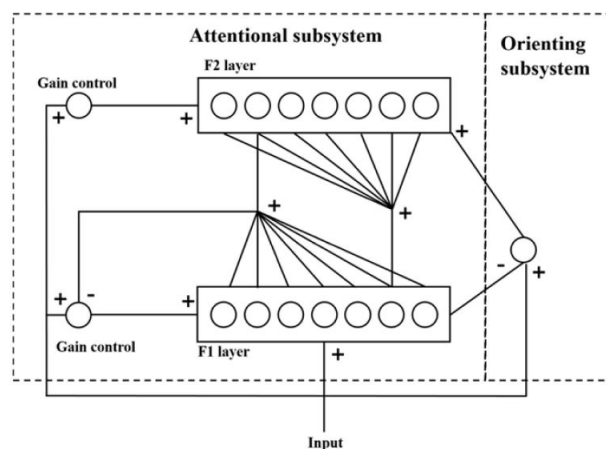 Attentional subsystem
Orienting
subsystem
F2 layer
Gain control
+
+
+
+
+
-
+
+
-
+
Gain control
F1 layer
+
Input